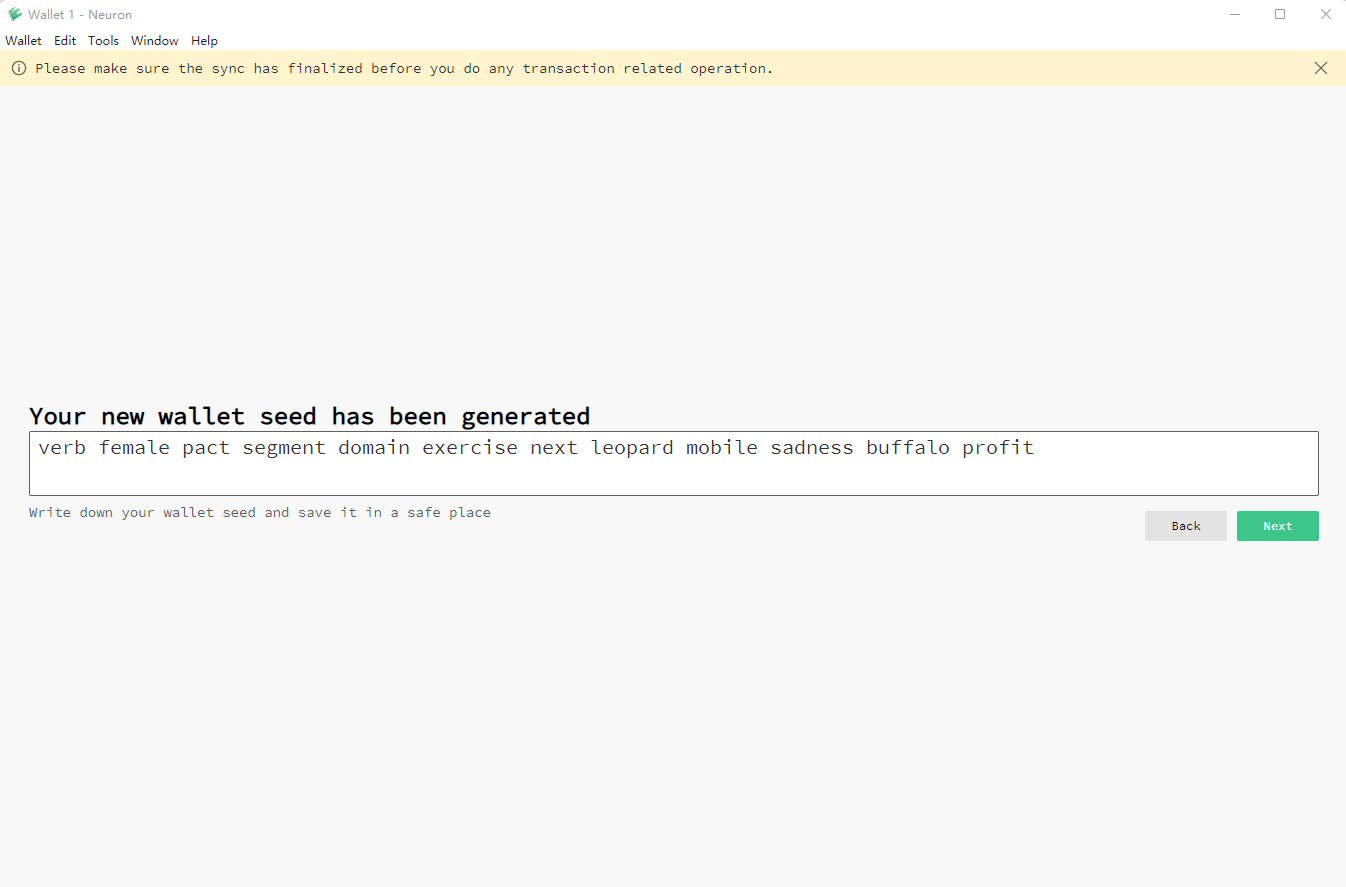 Wallet 1 - Neuron
Wallet Edit Tools Window Help
Please make sure the sync has finalized before you do any transaction related operation.
Your new wallet seed has been generated
verb female pact segment domain exercise next leopard mobile sadness buffalo profit
Write down your wallet seed and save it in a safe place
Back Next